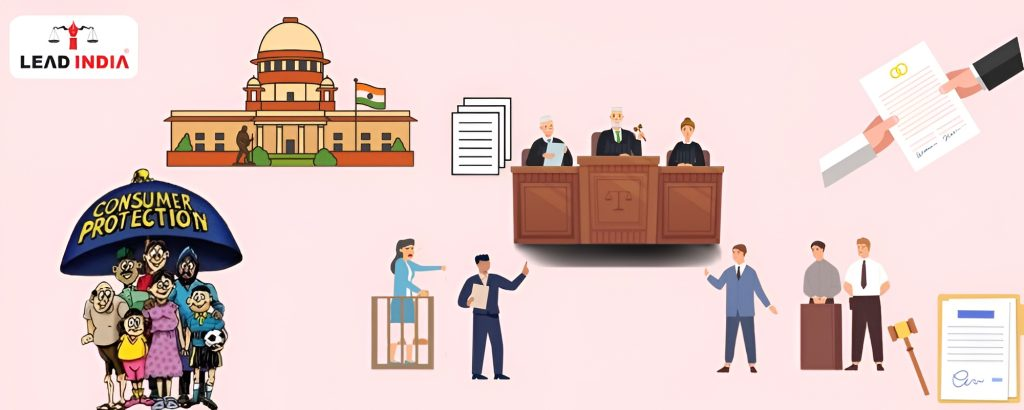 LEAD INDIA
CONSUMER
PROTECTION